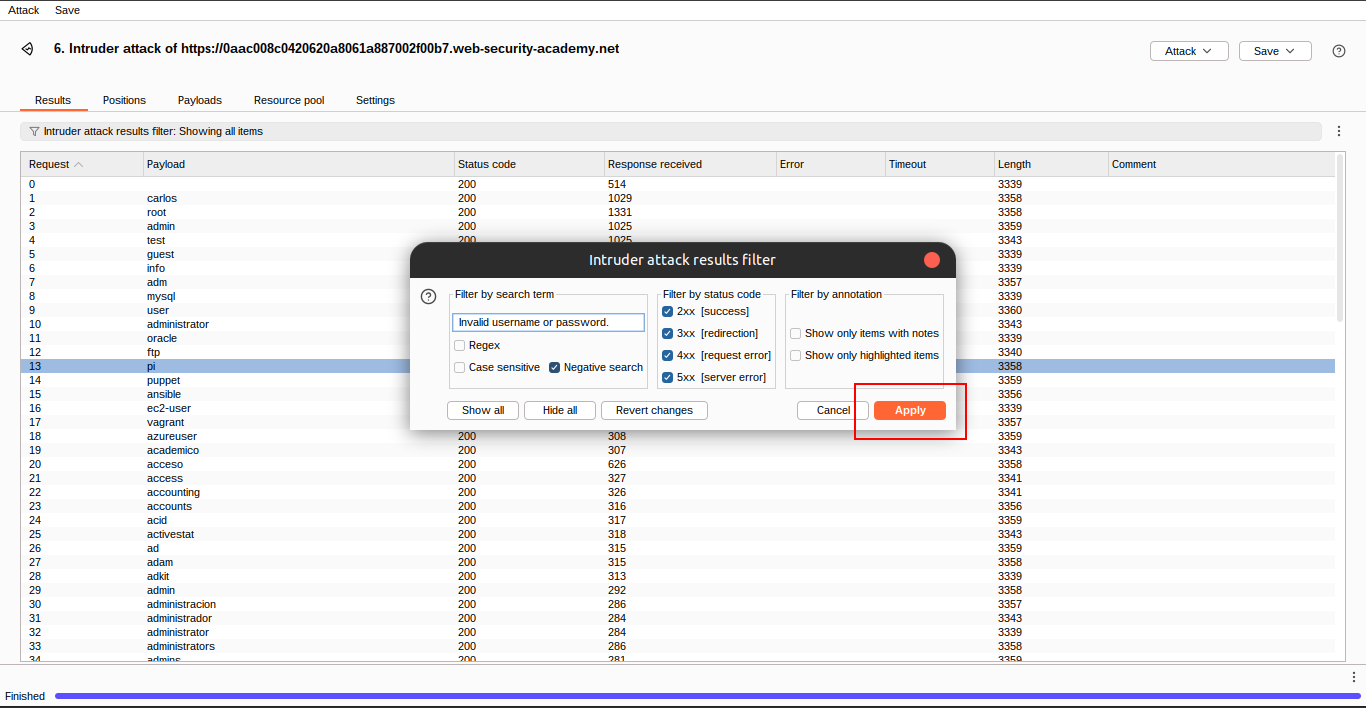 Attack Save
6. Intruder attack of https://0aac008c0420620a8061a887002f00b7.web-security-academy.net
Attack Save
Results Positions Payloads Resource pool Settings
Intruder attack results filter: Showing all items
Request Payload Status code Response received Error Timeout Length Comment
0 200 514 3339
1 carlos 200 1029 3358
2 root 200 1331 3358
3 admin 200 1025 3359
4 test 200 1025 3343
5 guest 3339
6 info 3339
7 adm 3357
8 mysql 3339
9 user 3360
10 administrator 3343
11 oracle 3339
12 ftp 3340
13 pi 3358
14 puppet 3359
15 ansible 3356
16 ec2-user 3339
17 vagrant 3357
18 azureuser 200 308 3359
19 academico 200 307 3343
20 acceso 200 626 3358
21 access 200 327 3341
22 accounting 200 326 3341
23 accounts 200 316 3356
24 acid 200 317 3359
25 activestat 200 318 3343
26 ad 200 315 3359
27 adam 200 315 3358
28 adkit 200 313 3339
29 admin 200 292 3358
30 administracion 200 286 3357
31 administrador 200 284 3343
32 administrator 200 284 3339
33 administrators 200 286 3358
34 admins 200 281 3359
Intruder attack results filter
Filter by search term
Invalid username or password.
Regex
Case sensitive Negative search
Filter by status code
2xx [success]
3xx [redirection]
4xx [request error]
5xx [server error]
Filter by annotation
Show only items with notes
Show only highlighted items
Show all Hide all Revert changes Cancel Apply
Finished